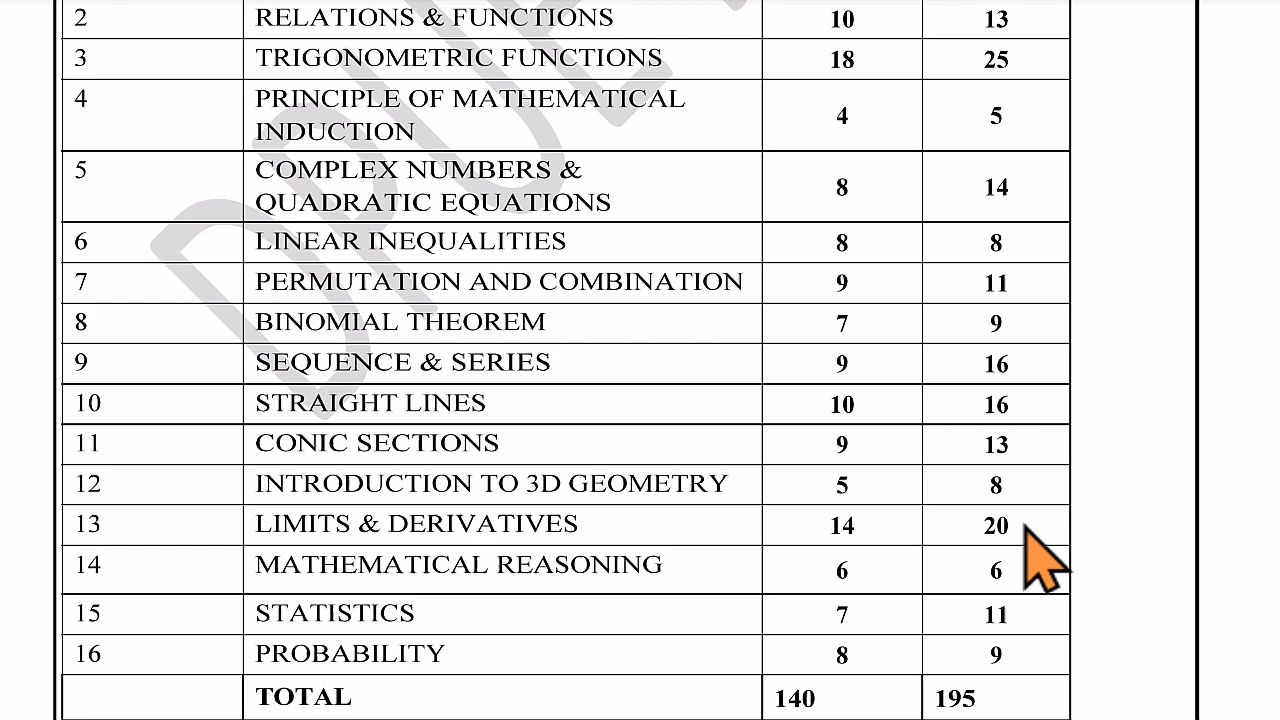 2 RELATIONS & FUNCTIONS 10 13
3 TRIGONOMETRIC FUNCTIONS 18 25
4 PRINCIPLE OF MATHEMATICAL
INDUCTION 4 5
5 COMPLEX NUMBERS &
QUADRATIC EQUATIONS 8 14
6 LINEAR INEQUALITIES 8 8
7 PERMUTATION AND COMBINATION 9 11
8 BINOMIAL THEOREM 7 9
9 SEQUENCE & SERIES 9 16
10 STRAIGHT LINES 10 16
11 CONIC SECTIONS 9 13
12 INTRODUCTION TO 3D GEOMETRY 5 8
13 LIMITS & DERIVATIVES 14 20
14 MATHEMATICAL REASONING 6 6
15 STATISTICS 7 11
16 PROBABILITY 8 9
TOTAL 140 195